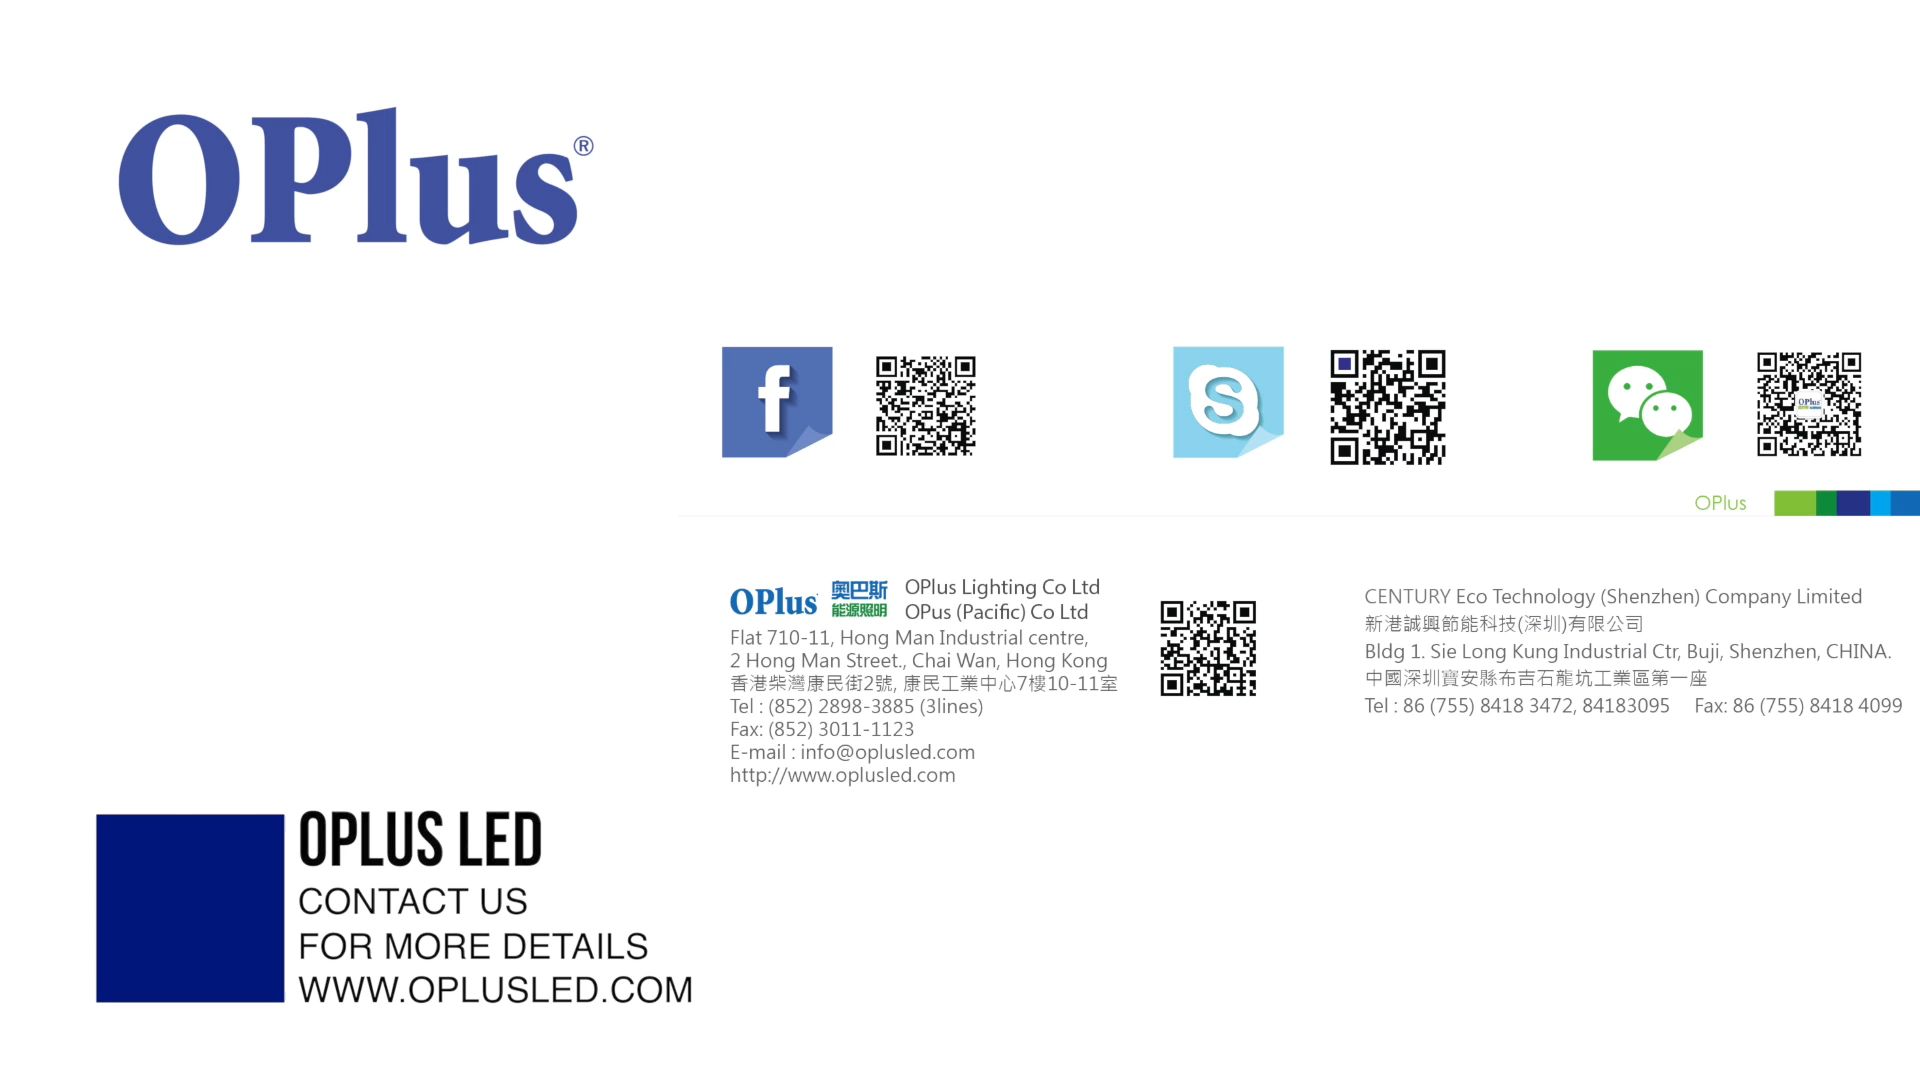 OPlus®
f
S
OPlus
OPlus
OPlus 奧巴斯 能源照明
OPlus Lighting Co Ltd
OPus (Pacific) Co Ltd
Flat 710-11, Hong Man Industrial centre,
2 Hong Man Street., Chai Wan, Hong Kong
香港柴灣康民街2號, 康民工業中心7樓10-11室
Tel : (852) 2898-3885 (3lines)
Fax: (852) 3011-1123
E-mail : info@oplusled.com
http://www.oplusled.com
CENTURY Eco Technology (Shenzhen) Company Limited
新港誠興節能科技(深圳)有限公司
Bldg 1. Sie Long Kung Industrial Ctr, Buji, Shenzhen, CHINA.
中國深圳寶安縣布吉石龍坑工業區第一座
Tel : 86 (755) 8418 3472, 84183095 Fax: 86 (755) 8418 4099
OPLUS LED
CONTACT US
FOR MORE DETAILS
WWW.OPLUSLED.COM